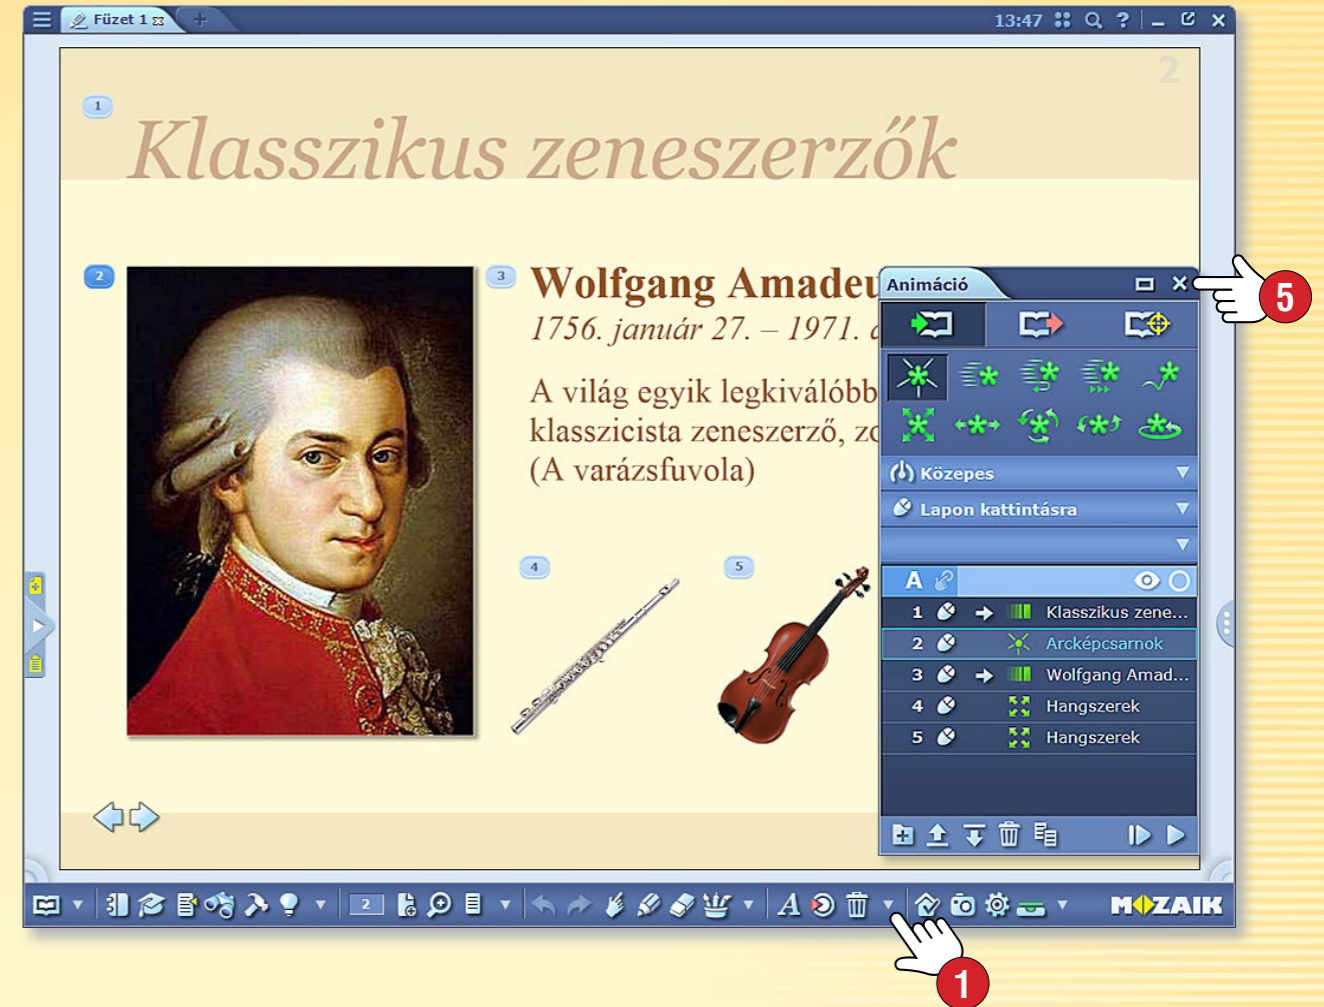 Füzet 1
13:47
?
2
1
Klasszikus zeneszerzők
2
3
Wolfgang Amadeu
1756. január 27. – 1971.
A világ egyik legkiválóbb
klasszicista zeneszerző,
(A varázsfuvola)
4
5
Animáció
Közepes
Lapon kattintásra
A
1 Klasszikus zene...
2 Arcképcsarnok
3 Wolfgang Amad...
4 Hangszerek
5 Hangszerek
5
2
A
MOZAIK
1